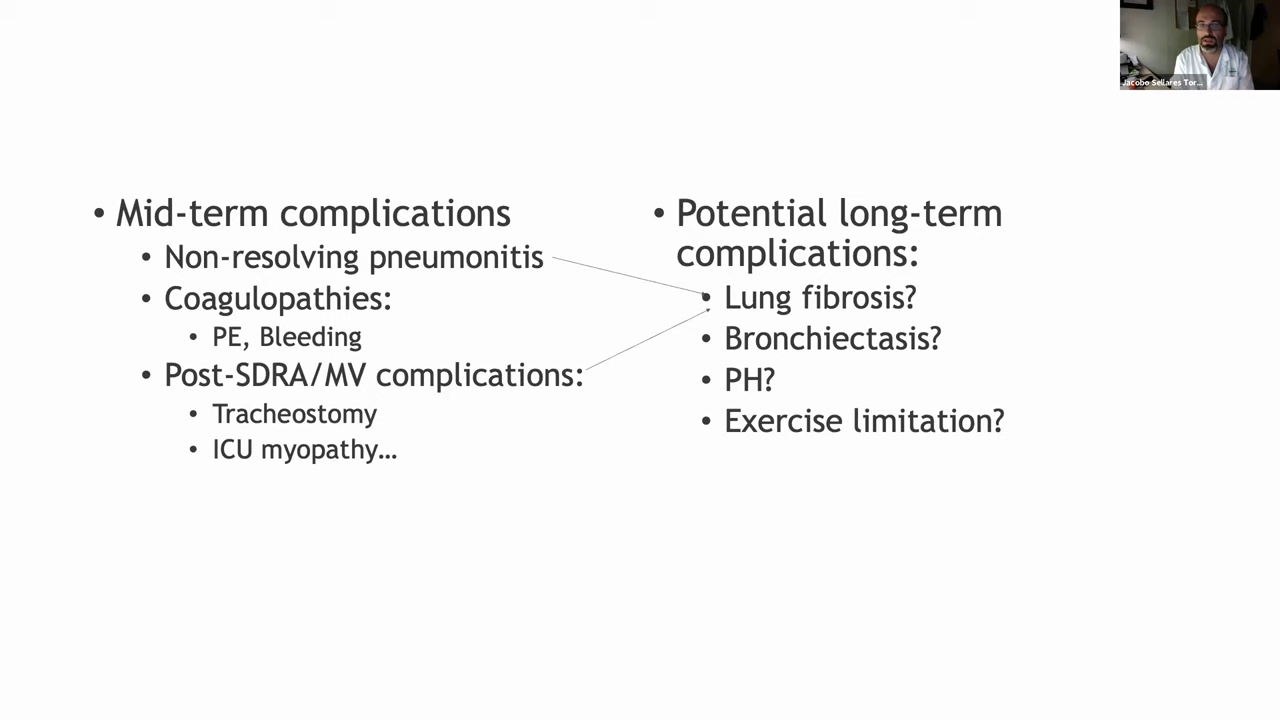 • Mid-term complications
• Non-resolving pneumonitis
• Coagulopathies:
• PE, Bleeding
• Post-SDRA/MV complications:
• Tracheostomy
• ICU myopathy…
• Potential long-term
complications:
• Lung fibrosis?
• Bronchiectasis?
• PH?
• Exercise limitation?
Jacobo Sellares Tor...